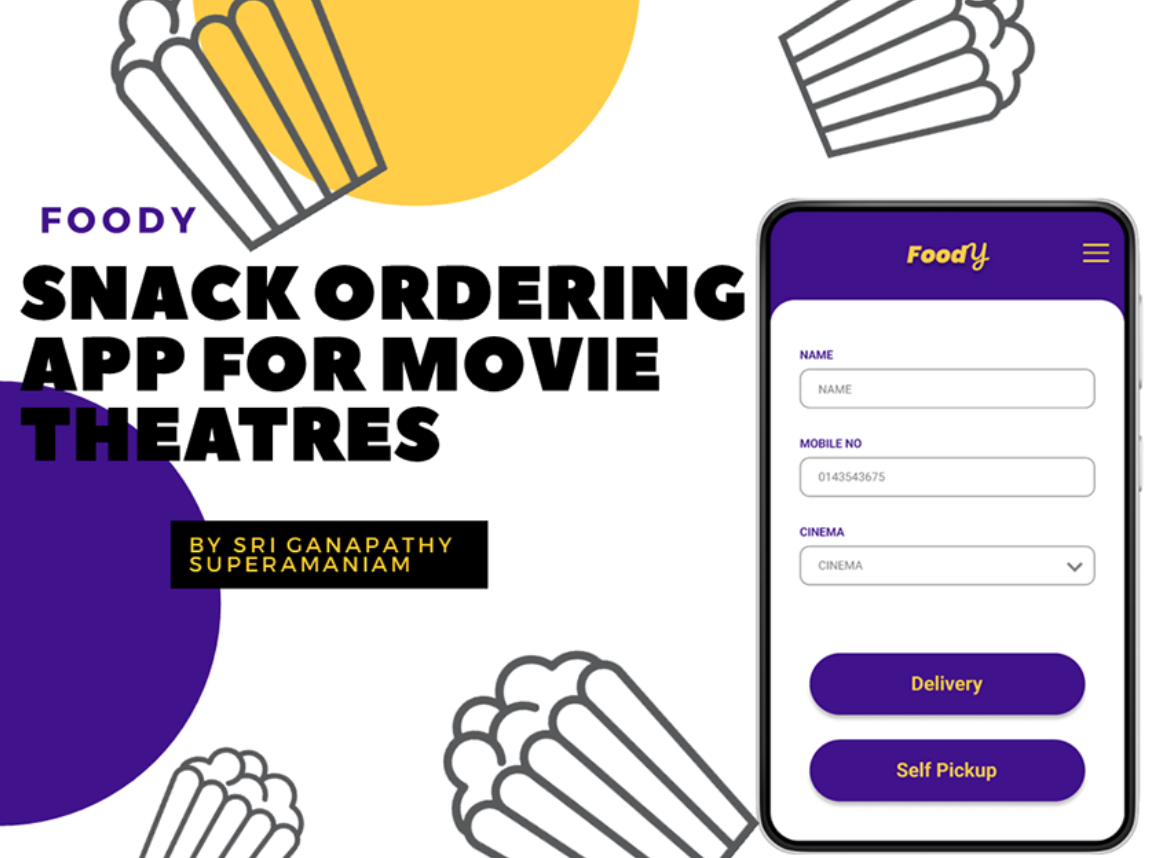 FOODY
SNACK ORDERING
APP FOR MOVIE
THEATRES
BY SRI GANAPATHY
SUPERAMANIAM
FoodY
NAME
NAME
MOBILE NO
0143543675
CINEMA
CINEMA
Delivery
Self Pickup